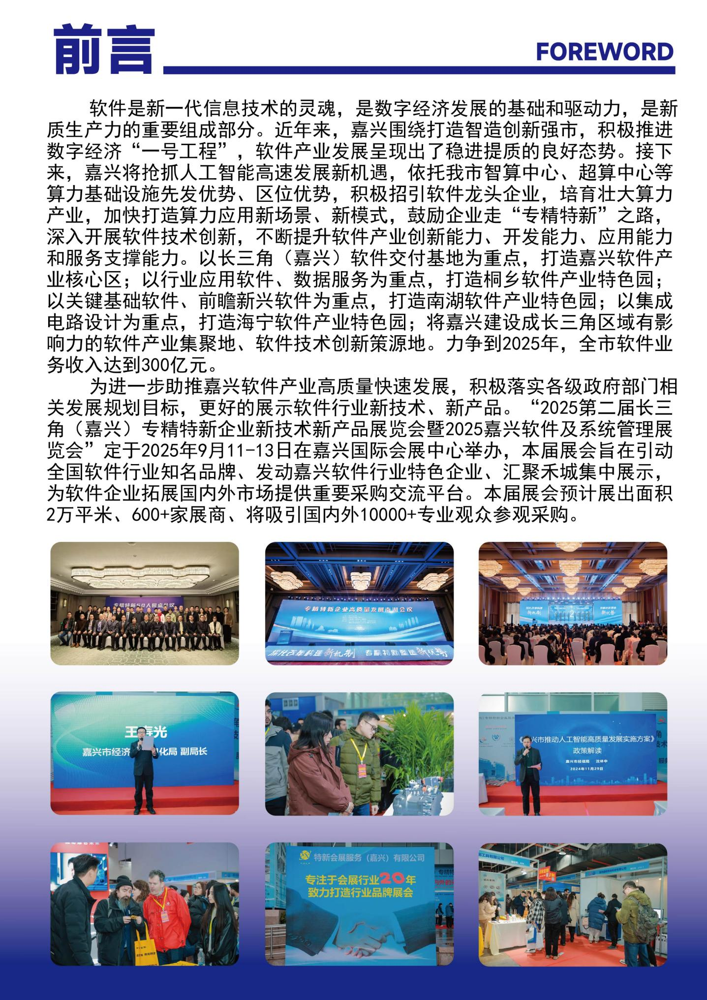 前言
FOREWORD
软件是新一代信息技术的灵魂，是数字经济发展的基础和驱动力，是新
质生产力的重要组成部分。近年来，嘉兴围绕打造智造创新强市，积极推进
数字经济“一号工程”，软件产业发展呈现出了稳进提质的良好态势。接下
来，嘉兴将抢抓人工智能高速发展新机遇，依托我市智算中心、超算中心等
算力基础设施先发优势、区位优势，积极招引软件龙头企业，培育壮大算力
产业，加快打造算力应用新场景、新模式，鼓励企业走“专精特新”之路，
深入开展软件技术创新，不断提升软件产业创新能力、开发能力、应用能力
和服务支撑能力。以长三角（嘉兴）软件交付基地为重点，打造嘉兴软件产
业核心区；以行业应用软件、数据服务为重点，打造桐乡软件产业特色园；
以关键基础软件、前瞻新兴软件为重点，打造南湖软件产业特色园；以集成
电路设计为重点，打造海宁软件产业特色园；将嘉兴建设成长三角区域有影
响力的软件产业集聚地、软件技术创新策源地。力争到2025年，全市软件业
务收入达到300亿元。
为进一步助推嘉兴软件产业高质量快速发展，积极落实各级政府部门相
关发展规划目标，更好的展示软件行业新技术、新产品。“2025第二届长三
角（嘉兴）专精特新企业新技术新产品展览会暨2025嘉兴软件及系统管理展
览会”定于2025年9月11-13日在嘉兴国际会展中心举办，本届展会旨在引动
全国软件行业知名品牌、发动嘉兴软件行业特色企业、汇聚禾城集中展示，
为软件企业拓展国内外市场提供重要采购交流平台。本届展会预计展出面积
2万平米、600+家展商、将吸引国内外10000+专业观众参观采购。
专精特新50人圆桌会议
专精特新企业高质量发展南湖会议
深化改革构建新机制 专精特新塑造新优势
新机制
新优势
王 光
嘉兴市经济 化局 副局长
兴市推动人工智能高质量发展实施方案》
政策解读
嘉兴市经信局 沈林中
2024年11月29日
特新会展服务（嘉兴）有限公司
专注于会展行业20年
致力打造行业品牌展会
工具有限公司